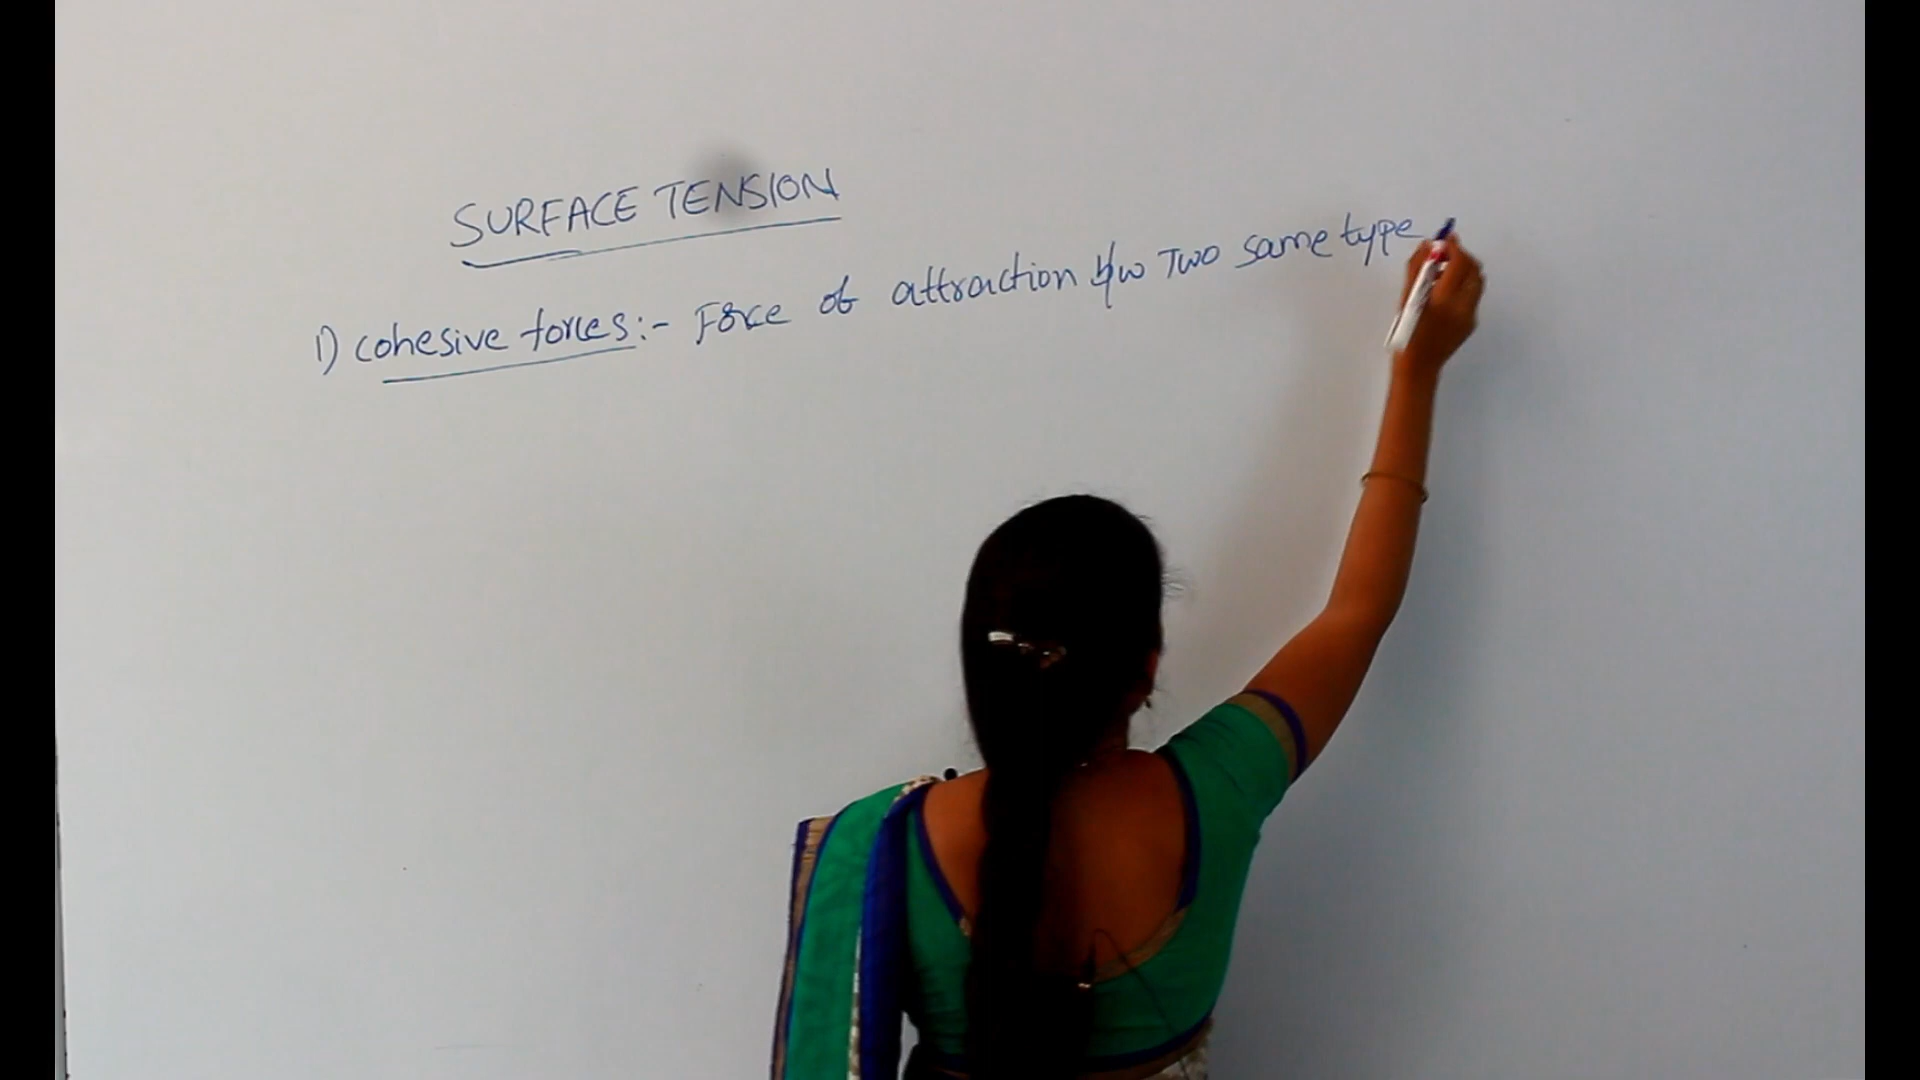 SURFACE TENSION
1) cohesive forces:- Force of attraction b/w Two same type